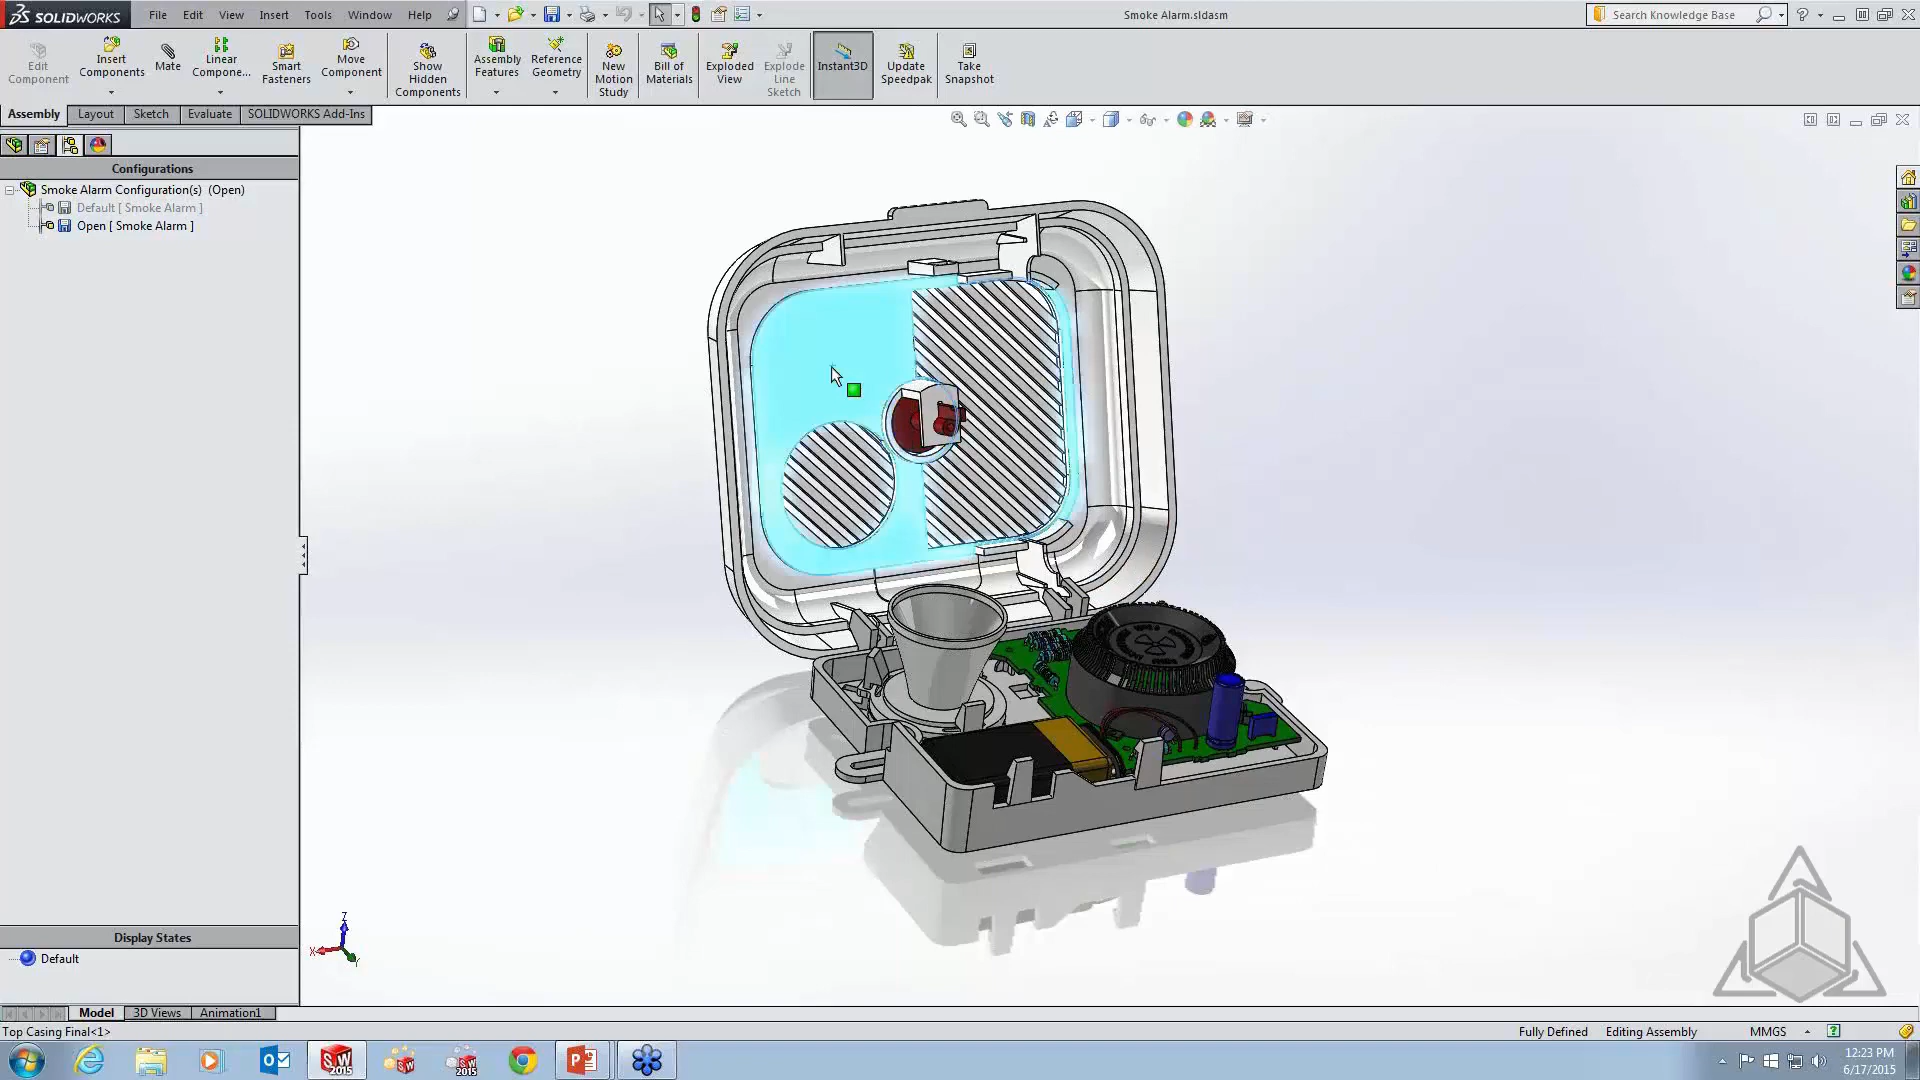 SOLIDWORKS
File Edit View Insert Tools Window Help
Smoke Alarm.sldasm
Search Knowledge Base
Edit Component
Insert Components
Mate
Linear Compone...
Smart Fasteners
Move Component
Show Hidden Components
Assembly Features
Reference Geometry
New Motion Study
Bill of Materials
Exploded View
Explode Line Sketch
Instant3D
Update Speedpak
Take Snapshot
Assembly Layout Sketch Evaluate SOLIDWORKS Add-Ins
Configurations
Smoke Alarm Configuration(s) (Open)
Default [ Smoke Alarm ]
Open [ Smoke Alarm ]
Display States
Default
Z
X
Y
Model 3D Views Animation1
Top Casing Final<1>
Fully Defined Editing Assembly MMGS
SW 2015
12:23 PM
6/17/2015